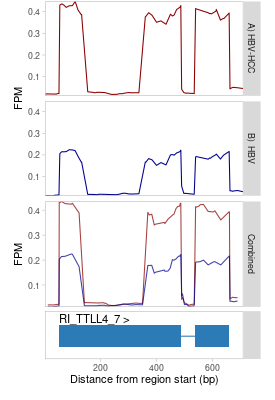 0.4
0.3
0.2
0.1
A) HBV-HCC
FPM
0.4
0.3
0.2
0.1
B) HBV
0.4
0.3
0.2
0.1
FPM
Combined
RI_TTLL4_7 >
200
400
600
Distance from region start (bp)